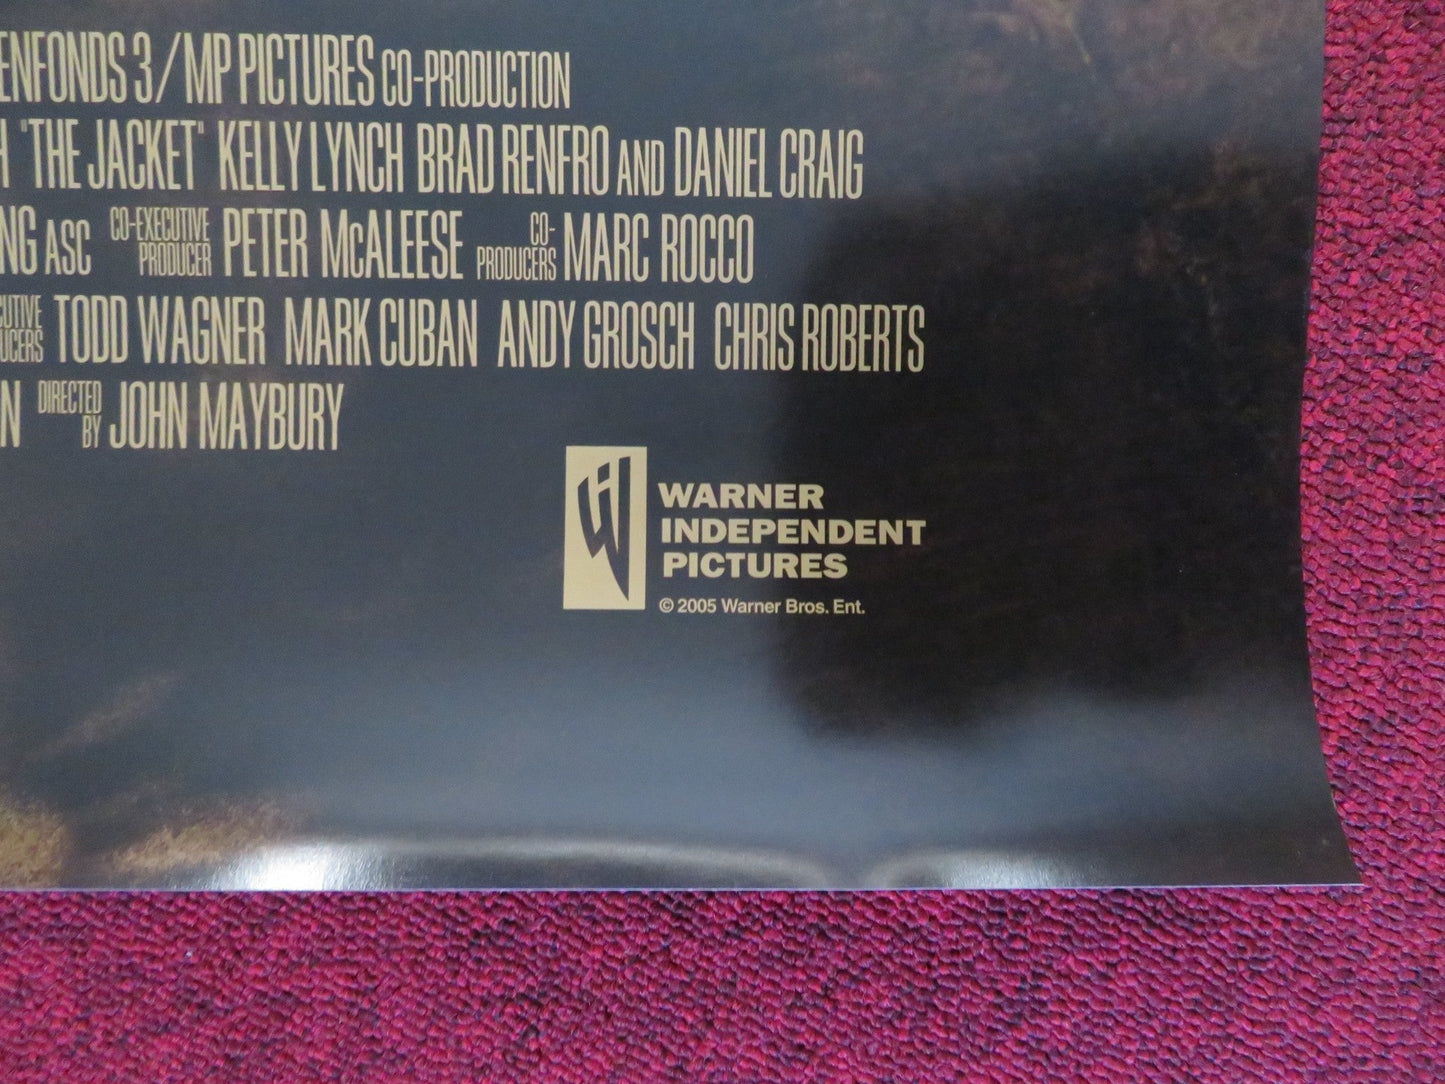 ENFONDS 3 / MP PICTURES CO-PRODUCTION
H "THE JACKET" KELLY LYNCH BRAD RENFRO AND DANIEL CRAIG
NG ASC CO-EXECUTIVE PRODUCER PETER McALEESE CO-PRODUCERS MARC ROCCO
CUTIVE UCERS TODD WAGNER MARK CUBAN ANDY GROSCH CHRIS ROBERTS
N DIRECTED BY JOHN MAYBURY
WARNER
INDEPENDENT
PICTURES
© 2005 Warner Bros. Ent.